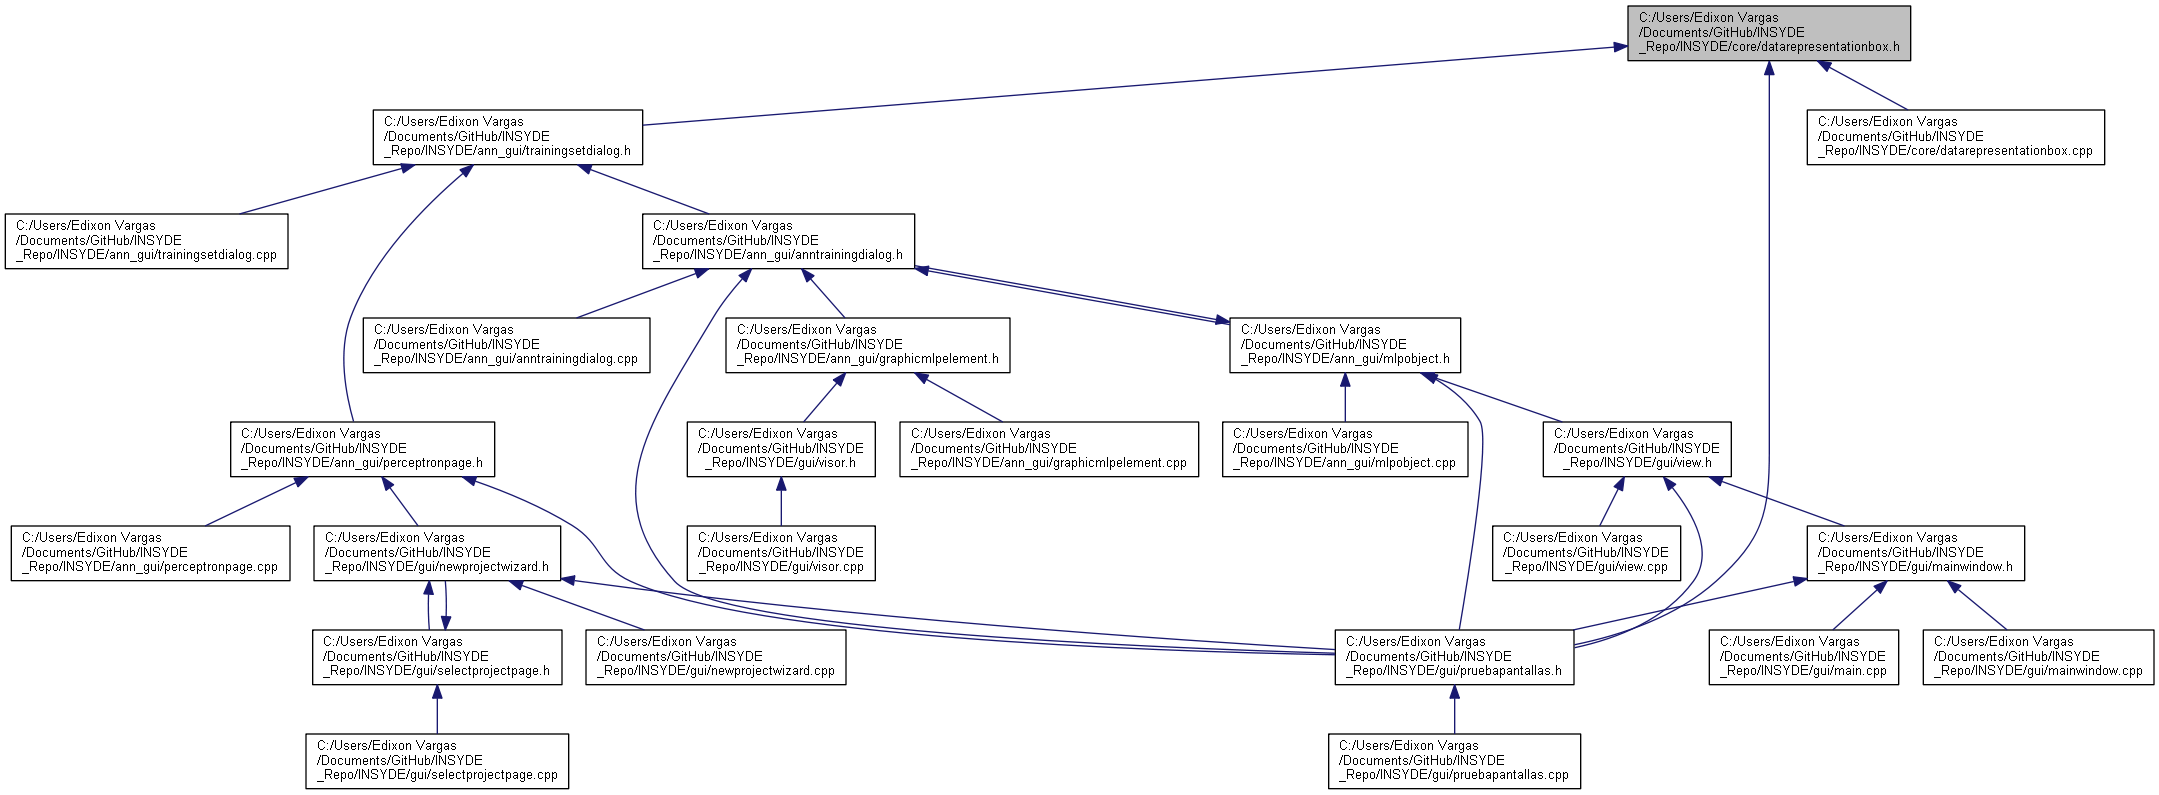 C:/Users/Edixon Vargas
/Documents/GitHub/INSYDE
_Repo/INSYDE/core/datarepresentationbox.h
C:/Users/Edixon Vargas
/Documents/GitHub/INSYDE
_Repo/INSYDE/ann_gui/trainingsetdialog.h
C:/Users/Edixon Vargas
/Documents/GitHub/INSYDE
_Repo/INSYDE/core/datarepresentationbox.cpp
C:/Users/Edixon Vargas
/Documents/GitHub/INSYDE
_Repo/INSYDE/ann_gui/trainingsetdialog.cpp
C:/Users/Edixon Vargas
/Documents/GitHub/INSYDE
_Repo/INSYDE/ann_gui/anntrainingdialog.h
C:/Users/Edixon Vargas
/Documents/GitHub/INSYDE
_Repo/INSYDE/ann_gui/anntrainingdialog.cpp
C:/Users/Edixon Vargas
/Documents/GitHub/INSYDE
_Repo/INSYDE/ann_gui/graphicmlpelement.h
C:/Users/Edixon Vargas
/Documents/GitHub/INSYDE
_Repo/INSYDE/ann_gui/mlpobject.h
C:/Users/Edixon Vargas
/Documents/GitHub/INSYDE
_Repo/INSYDE/ann_gui/perceptronpage.h
C:/Users/Edixon Vargas
/Documents/GitHub/INSYDE
_Repo/INSYDE/gui/visor.h
C:/Users/Edixon Vargas
/Documents/GitHub/INSYDE
_Repo/INSYDE/ann_gui/graphicmlpelement.cpp
C:/Users/Edixon Vargas
/Documents/GitHub/INSYDE
_Repo/INSYDE/ann_gui/mlpobject.cpp
C:/Users/Edixon Vargas
/Documents/GitHub/INSYDE
_Repo/INSYDE/gui/view.h
C:/Users/Edixon Vargas
/Documents/GitHub/INSYDE
_Repo/INSYDE/ann_gui/perceptronpage.cpp
C:/Users/Edixon Vargas
/Documents/GitHub/INSYDE
_Repo/INSYDE/gui/newprojectwizard.h
C:/Users/Edixon Vargas
/Documents/GitHub/INSYDE
_Repo/INSYDE/gui/visor.cpp
C:/Users/Edixon Vargas
/Documents/GitHub/INSYDE
_Repo/INSYDE/gui/view.cpp
C:/Users/Edixon Vargas
/Documents/GitHub/INSYDE
_Repo/INSYDE/gui/mainwindow.h
C:/Users/Edixon Vargas
/Documents/GitHub/INSYDE
_Repo/INSYDE/gui/selectprojectpage.h
C:/Users/Edixon Vargas
/Documents/GitHub/INSYDE
_Repo/INSYDE/gui/newprojectwizard.cpp
C:/Users/Edixon Vargas
/Documents/GitHub/INSYDE
_Repo/INSYDE/gui/pruebapantallas.h
C:/Users/Edixon Vargas
/Documents/GitHub/INSYDE
_Repo/INSYDE/gui/main.cpp
C:/Users/Edixon Vargas
/Documents/GitHub/INSYDE
_Repo/INSYDE/gui/mainwindow.cpp
C:/Users/Edixon Vargas
/Documents/GitHub/INSYDE
_Repo/INSYDE/gui/selectprojectpage.cpp
C:/Users/Edixon Vargas
/Documents/GitHub/INSYDE
_Repo/INSYDE/gui/pruebapantallas.cpp